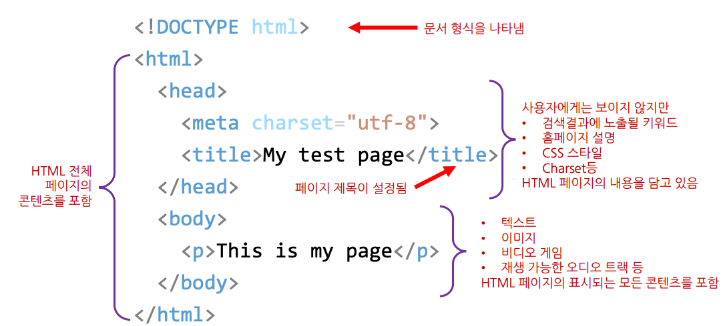 <!DOCTYPE html>
문서 형식을 나타냄
<html>
<head>
<meta charset="utf-8">
<title>My test page</title>
</head>
<body>
<p>This is my page</p>
</body>
</html>
HTML 전체
페이지의
콘텐츠를 포함
페이지 제목이 설정됨
사용자에게는 보이지 않지만
• 검색결과에 노출될 키워드
• 홈페이지 설명
• CSS 스타일
• Charset등
HTML 페이지의 내용을 담고 있음
• 텍스트
• 이미지
• 비디오 게임
• 재생 가능한 오디오 트랙 등
HTML 페이지의 표시되는 모든 콘텐츠를 포함